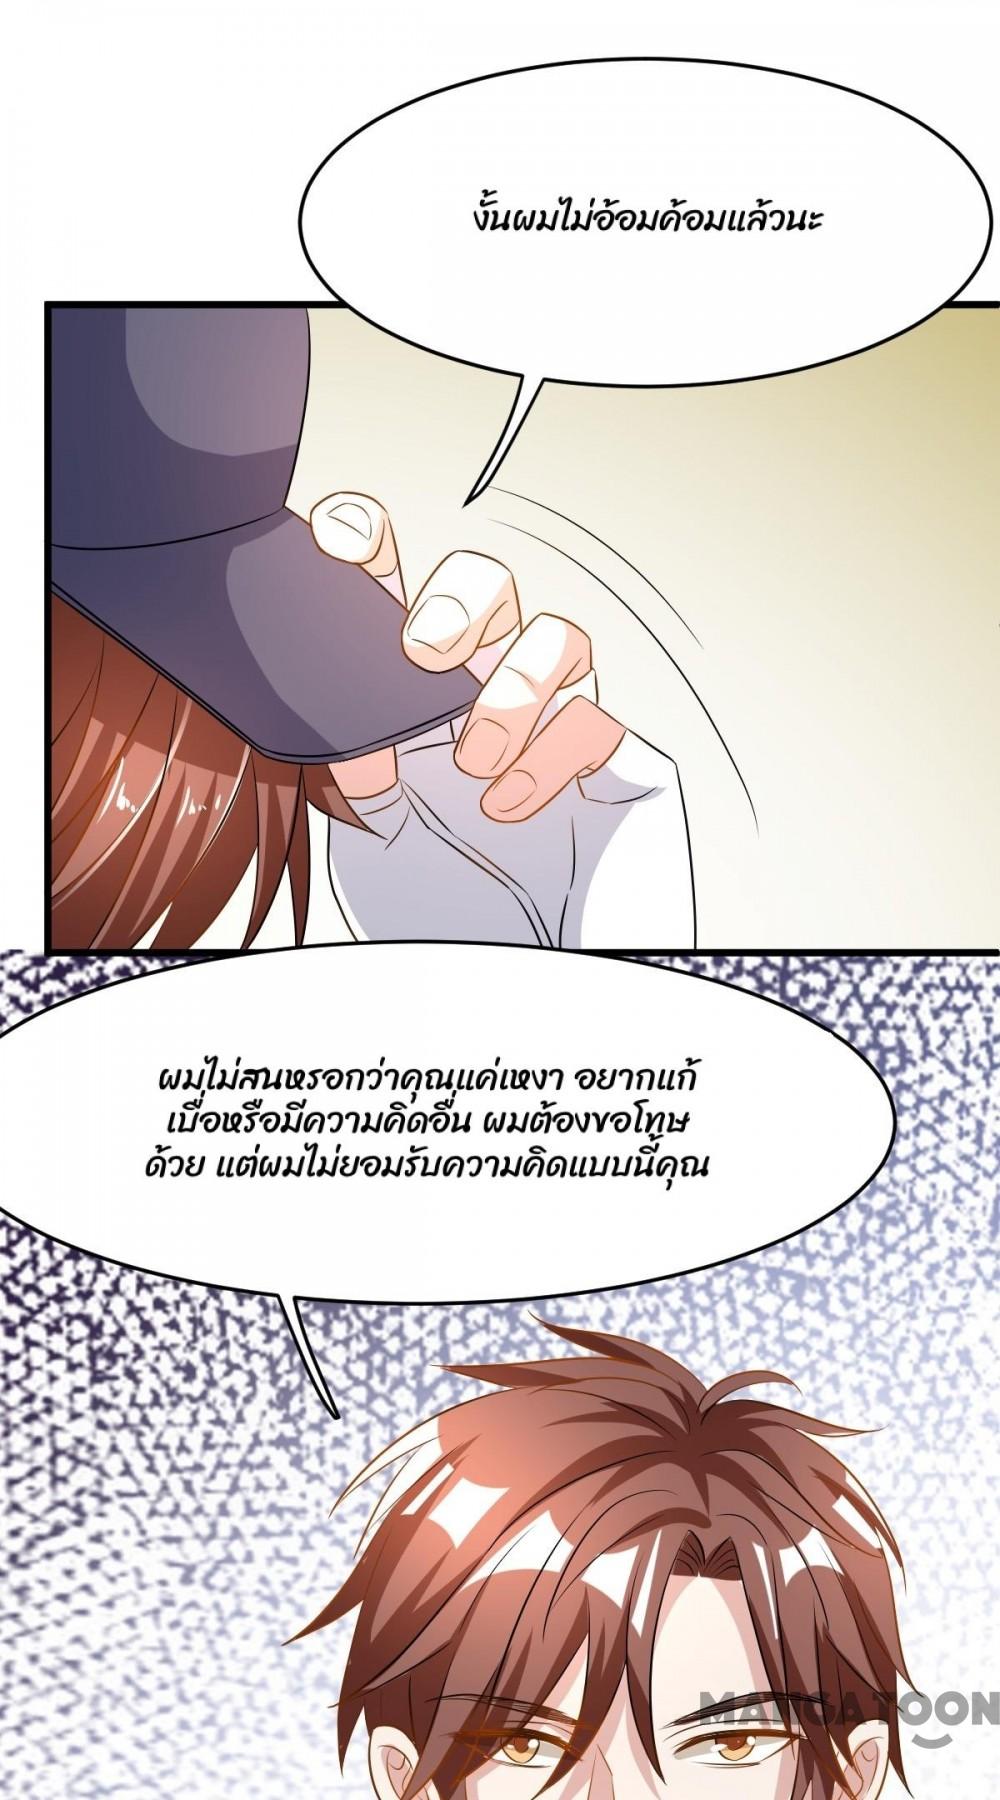 งั้นผมไม่อ้อมค้อมแล้วนะ
ผมไม่สนหรอกว่าคุณแค่เหงา อยากแก้
เบื่อหรือมีความคิดอื่น ผมต้องขอโทษ
ด้วย แต่ผมไม่ยอมรับความคิดแบบนี้คุณ
MANGATOON